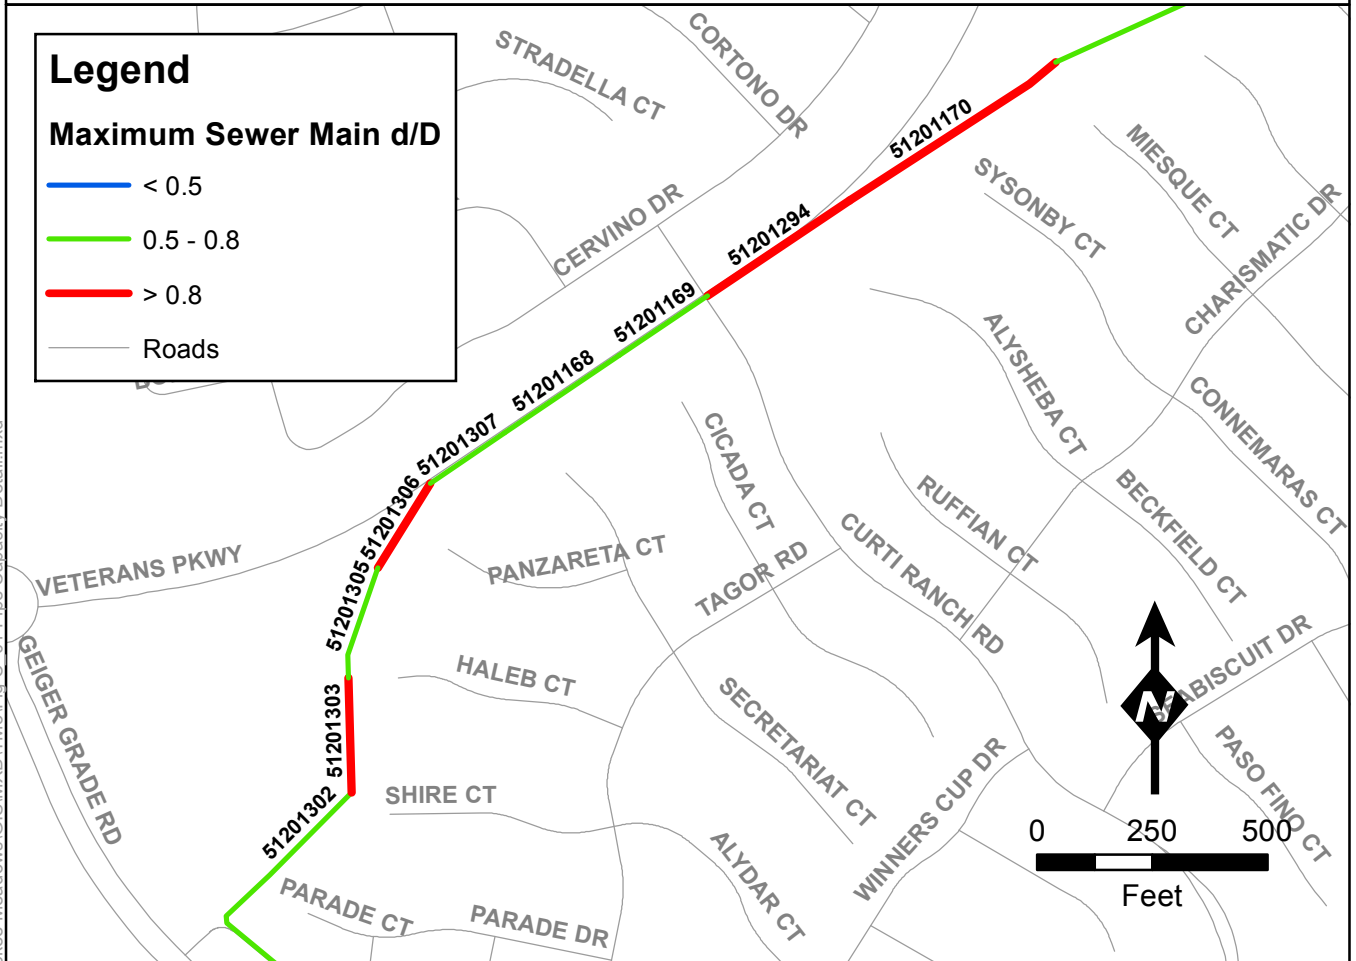 Legend
Maximum Sewer Main d/D
< 0.5
0.5 - 0.8
> 0.8
Roads
STRADELLA CT
CORTONO DR
51201170
MIESQUE CT
SYSONBY CT
CHARISMATIC DR
CERVINO DR
51201294
51201169
51201168
51201307
51201306
51201305
51201303
51201302
ALYSHEBA CT
CONNEMARAS CT
CICADA CT
RUFFIAN CT
BECKFIELD CT
VETERANS PKWY
PANZARETA CT
TAGOR RD
CURTI RANCH RD
GEIGER GRADE RD
HALEB CT
SECRETARIAT CT
N
PASO FINO CT
SHIRE CT
WINNERS CUP DR
ALYDAR CT
PARADE CT
PARADE DR
0 250 500
Feet